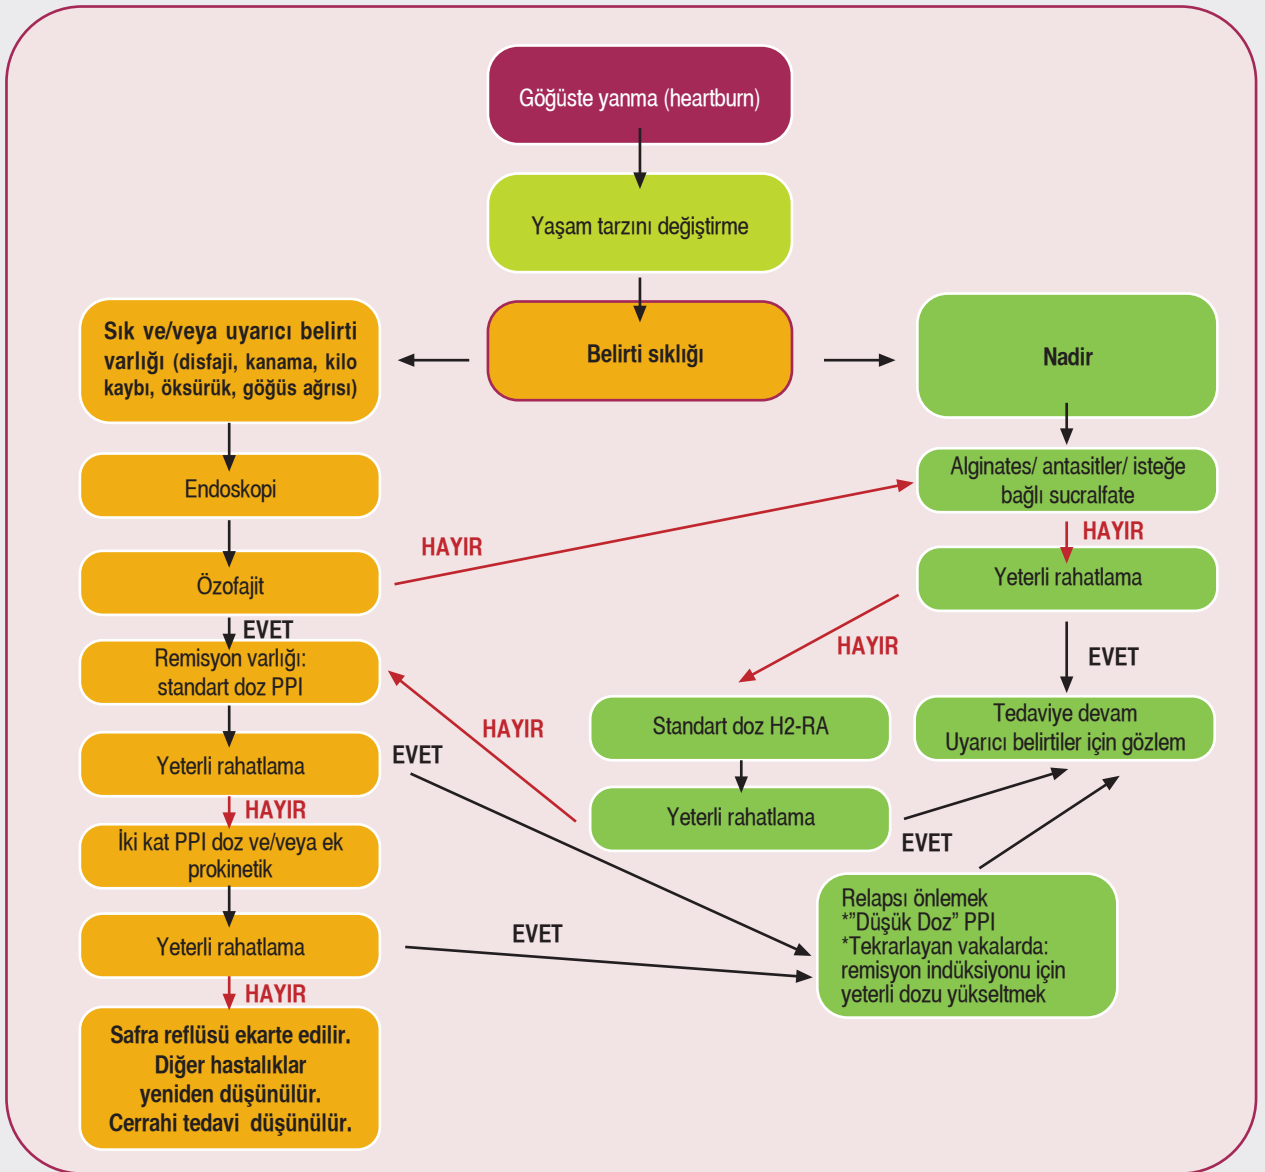 Göğüste yanma (heartburn)
Yaşam tarzını değiştirme
Belirti sıklığı
Sık ve/veya uyarıcı belirti
varlığı (disfaji, kanama, kilo
kaybı, öksürük, göğüs ağrısı)
Endoskopi
Özofajit
HAYIR
EVET
Remisyon varlığı:
standart doz PPI
Yeterli rahatlama
EVET
HAYIR
İki kat PPI doz ve/veya ek
prokinetik
Yeterli rahatlama
EVET
HAYIR
Safra reflüsü ekarte edilir.
Diğer hastalıklar
yeniden düşünülür.
Cerrahi tedavi düşünülür.
Nadir
Alginates/ antasitler/ isteğe
bağlı sucralfate
HAYIR
Yeterli rahatlama
HAYIR
EVET
Standart doz H2-RA
Tedaviye devam
Uyarıcı belirtiler için gözlem
HAYIR
Yeterli rahatlama
EVET
Relapsı önlemek
*”Düşük Doz” PPI
*Tekrarlayan vakalarda:
remisyon indüksiyonu için
yeterli dozu yükseltmek